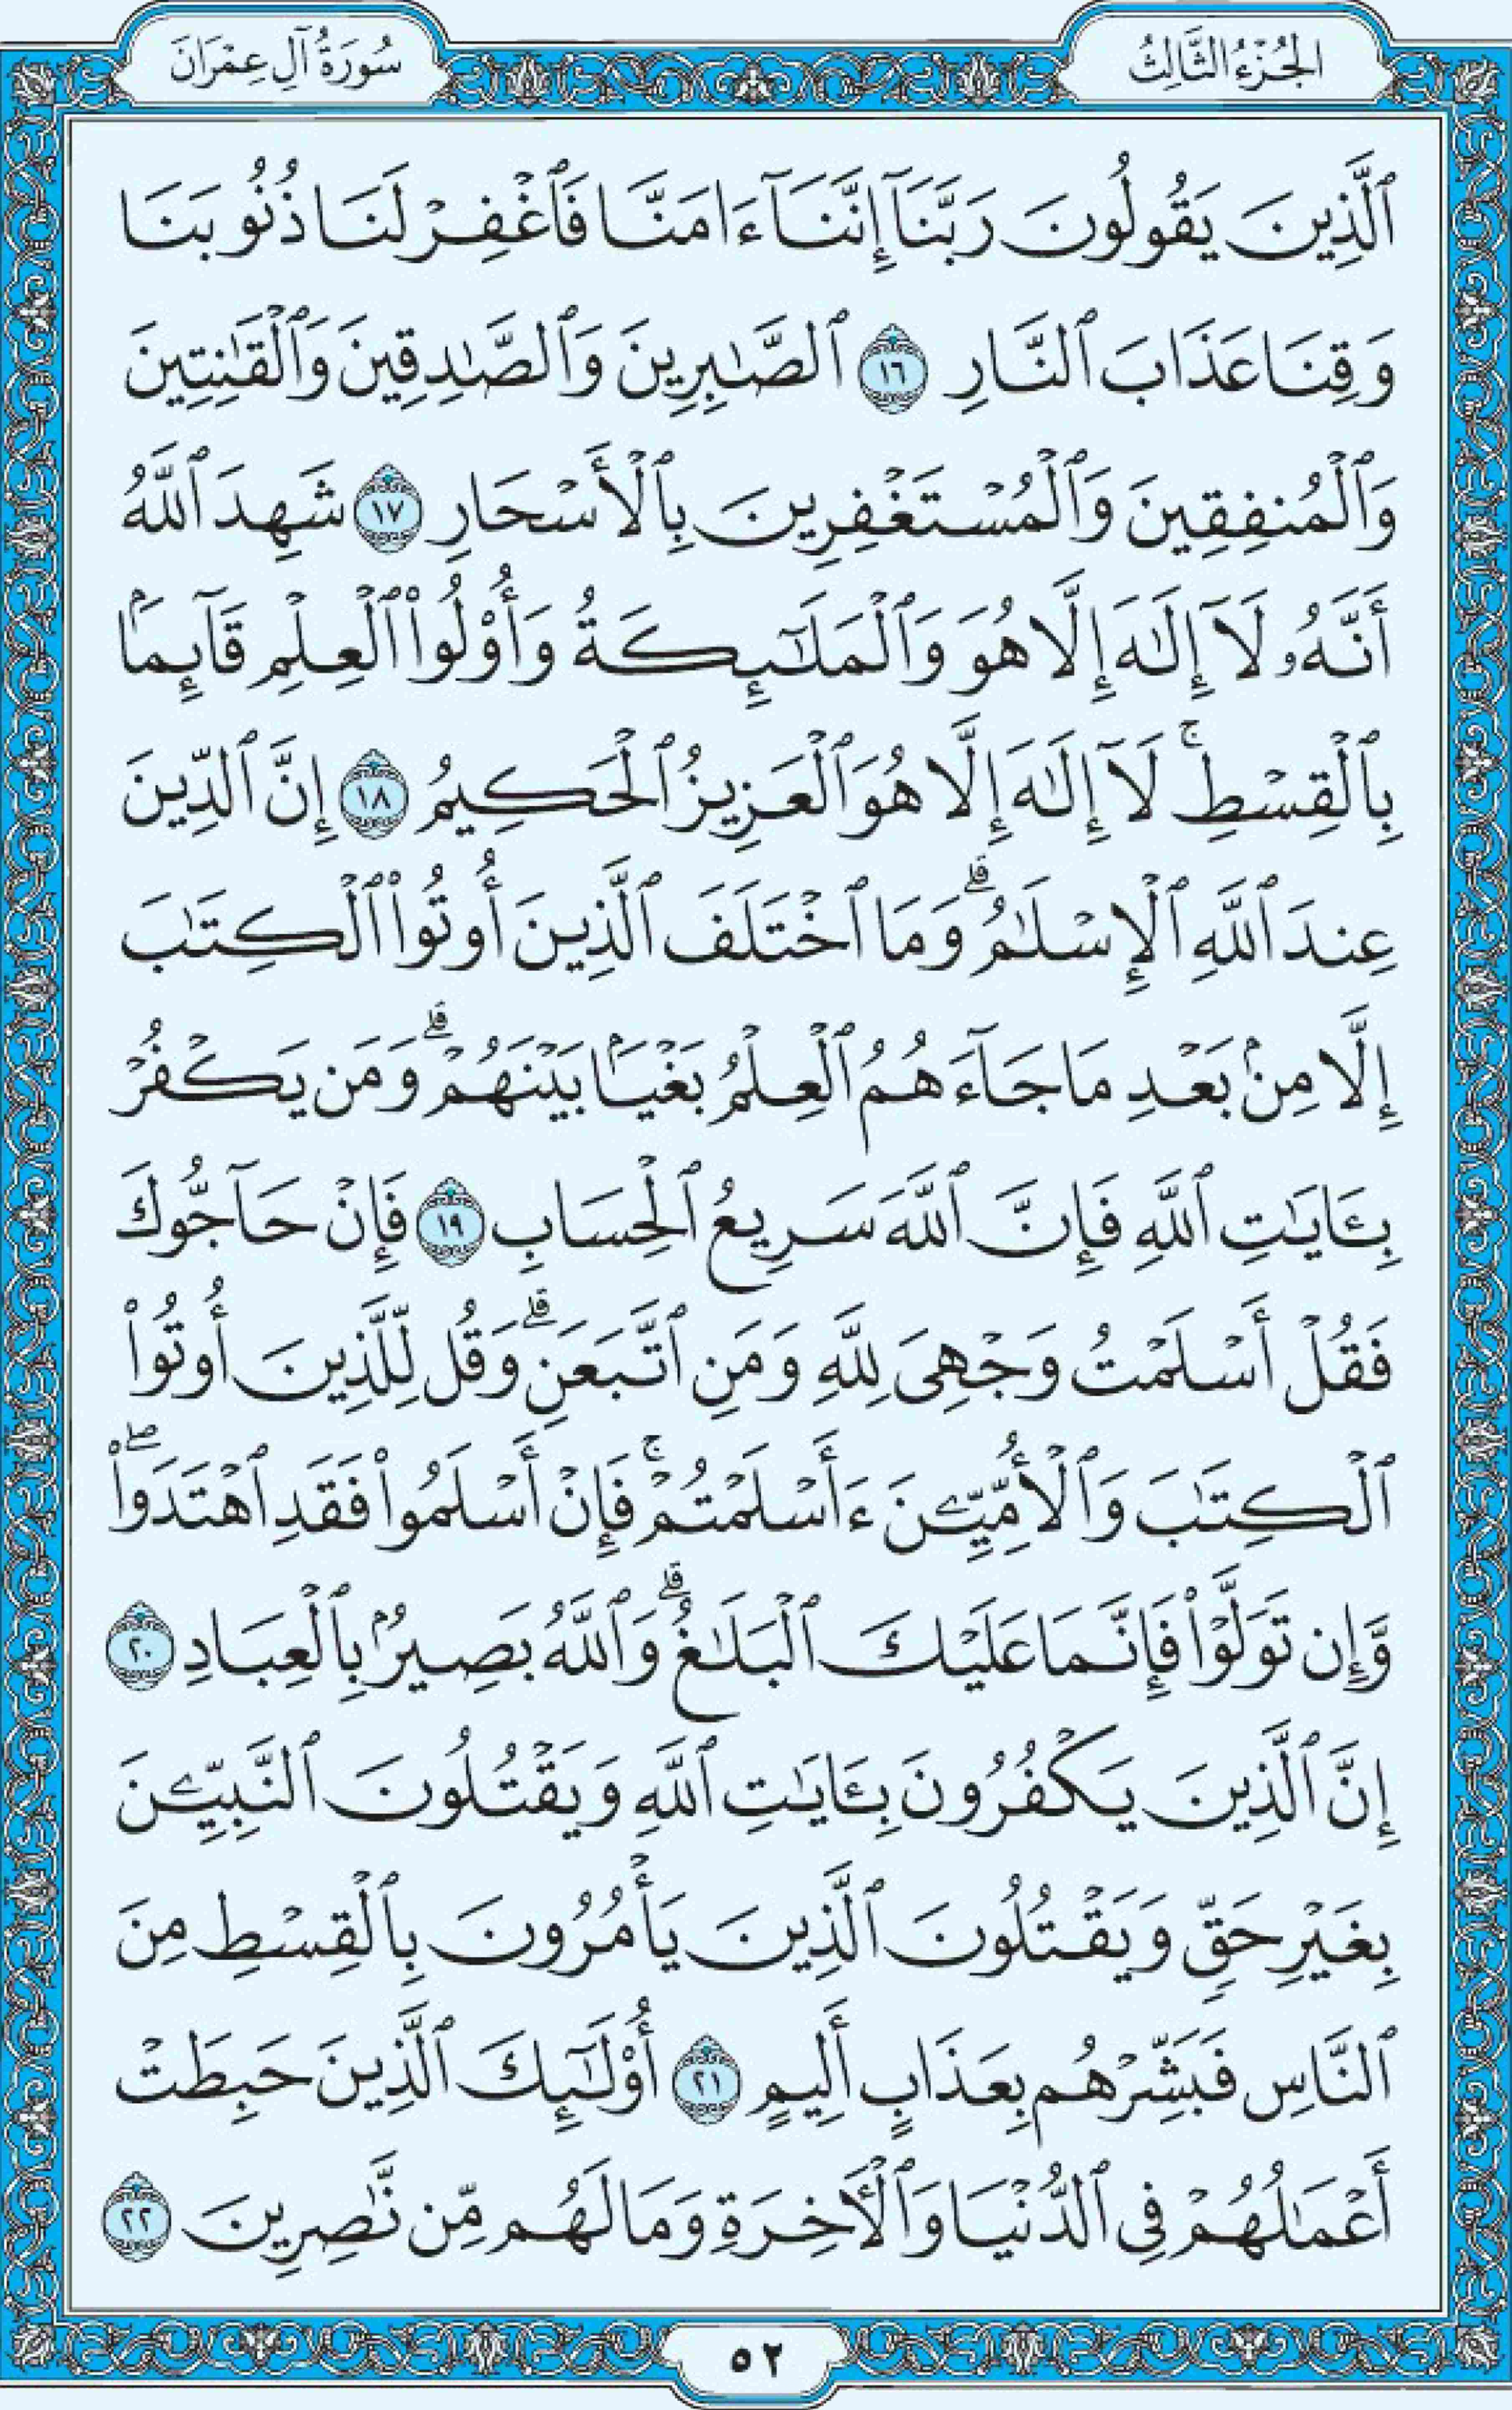 الجُزْءُ الثَّالِثُ
سُورَةُ آلِ عِمْرَانَ
ٱلَّذِينَ يَقُولُونَ رَبَّنَآ إِنَّنَآ ءَامَنَّا فَٱغْفِرْ لَنَا ذُنُوبَنَا
وَقِنَا عَذَابَ ٱلنَّارِ ١٦ ٱلصَّـٰبِرِينَ وَٱلصَّـٰدِقِينَ وَٱلْقَـٰنِتِينَ
وَٱلْمُنفِقِينَ وَٱلْمُسْتَغْفِرِينَ بِٱلْأَسْحَارِ ١٧ شَهِدَ ٱللَّهُ
أَنَّهُۥ لَآ إِلَـٰهَ إِلَّا هُوَ وَٱلْمَلَـٰٓئِكَةُ وَأُو۟لُوا۟ ٱلْعِلْمِ قَآئِمًۢا
بِٱلْقِسْطِ ۚ لَآ إِلَـٰهَ إِلَّا هُوَ ٱلْعَزِيزُ ٱلْحَكِيمُ ١٨ إِنَّ ٱلدِّينَ
عِندَ ٱللَّهِ ٱلْإِسْلَـٰمُ ۗ وَمَا ٱخْتَلَفَ ٱلَّذِينَ أُوتُوا۟ ٱلْكِتَـٰبَ
إِلَّا مِنۢ بَعْدِ مَا جَآءَهُمُ ٱلْعِلْمُ بَغْيًۢا بَيْنَهُمْ ۗ وَمَن يَكْفُرْ
بِـَٔايَـٰتِ ٱللَّهِ فَإِنَّ ٱللَّهَ سَرِيعُ ٱلْحِسَابِ ١٩ فَإِنْ حَآجُّوكَ
فَقُلْ أَسْلَمْتُ وَجْهِىَ لِلَّهِ وَمَنِ ٱتَّبَعَنِ ۗ وَقُل لِّلَّذِينَ أُوتُوا۟
ٱلْكِتَـٰبَ وَٱلْأُمِّيِّـۧنَ ءَأَسْلَمْتُمْ ۚ فَإِنْ أَسْلَمُوا۟ فَقَدِ ٱهْتَدَوا۟ ۖ
وَّإِن تَوَلَّوْا۟ فَإِنَّمَا عَلَيْكَ ٱلْبَلَـٰغُ ۗ وَٱللَّهُ بَصِيرٌۢ بِٱلْعِبَادِ ٢٠
إِنَّ ٱلَّذِينَ يَكْفُرُونَ بِـَٔايَـٰتِ ٱللَّهِ وَيَقْتُلُونَ ٱلنَّبِيِّـۧنَ
بِغَيْرِ حَقٍّ وَيَقْتُلُونَ ٱلَّذِينَ يَأْمُرُونَ بِٱلْقِسْطِ مِنَ
ٱلنَّاسِ فَبَشِّرْهُم بِعَذَابٍ أَلِيمٍ ٢١ أُو۟لَـٰٓئِكَ ٱلَّذِينَ حَبِطَتْ
أَعْمَـٰلُهُمْ فِى ٱلدُّنْيَا وَٱلْـَٔاخِرَةِ وَمَا لَهُم مِّن نَّـٰصِرِينَ ٢٢
٥٢